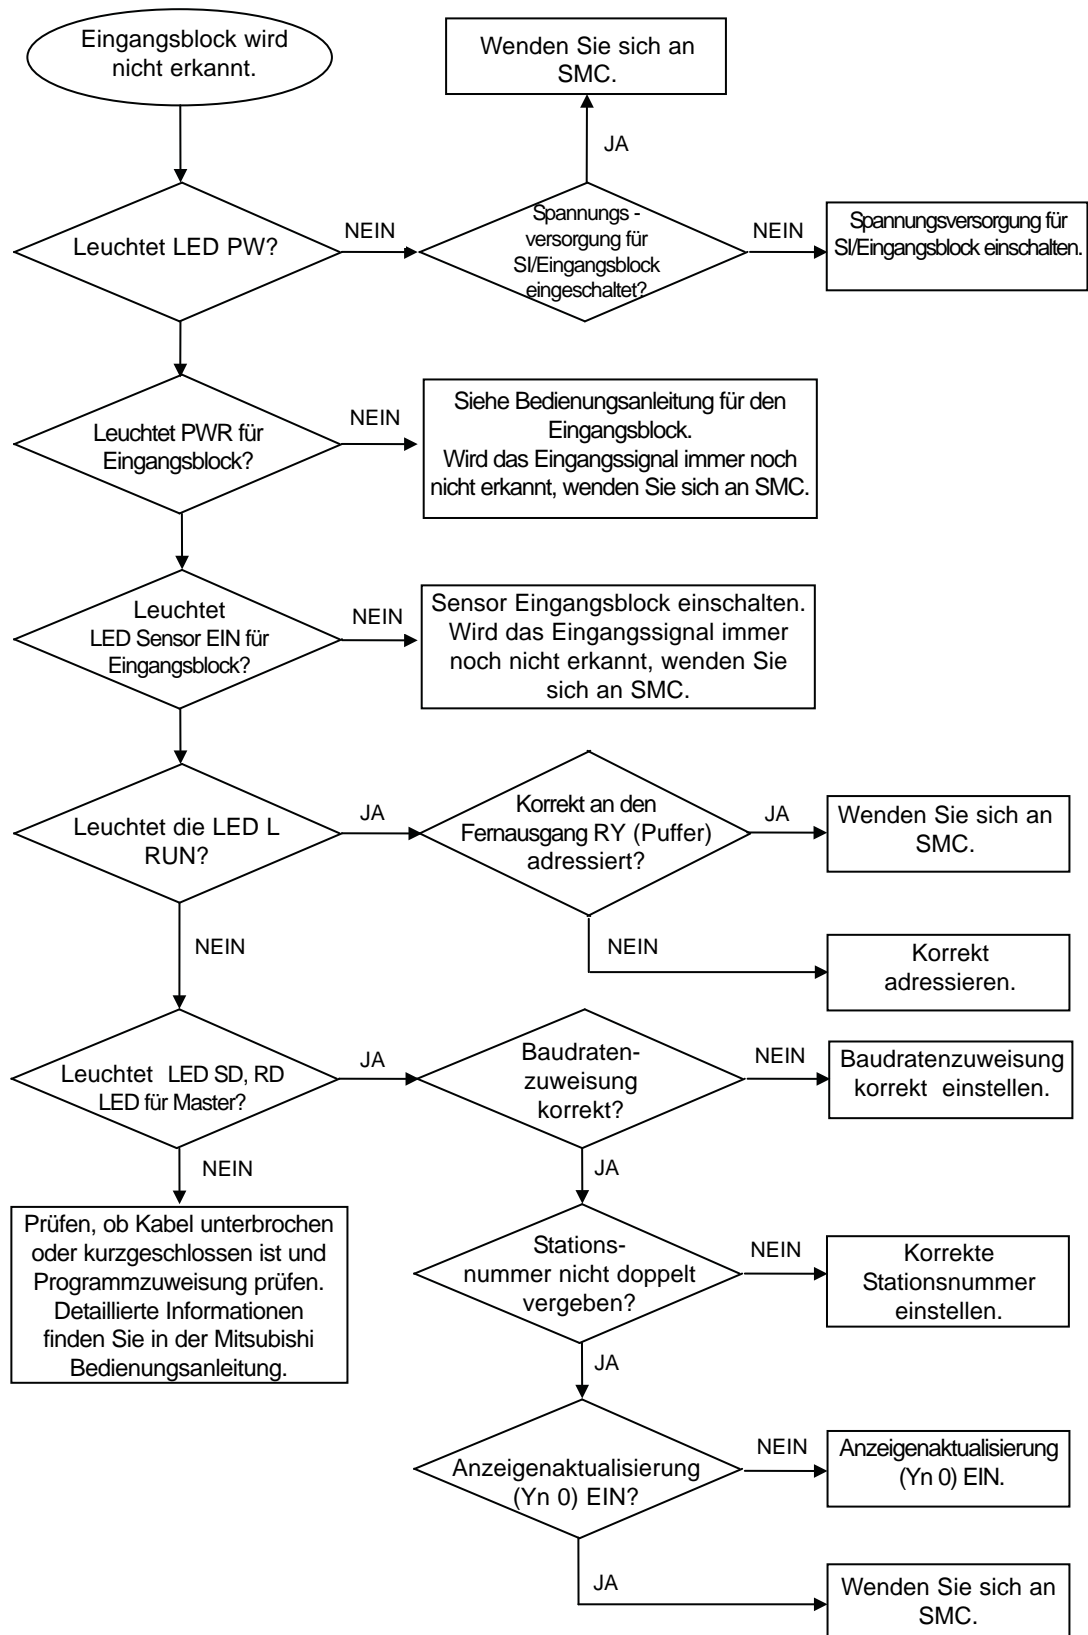 Eingangsblock wird
nicht erkannt.
Wenden Sie sich an
SMC.
JA
Leuchtet LED PW?
NEIN
Spannungs -
versorgung für
SI/Eingangsblock
eingeschaltet?
NEIN
Spannungsversorgung für
SI/Eingangsblock einschalten.
Leuchtet PWR für
Eingangsblock?
NEIN
Siehe Bedienungsanleitung für den
Eingangsblock.
Wird das Eingangssignal immer noch
nicht erkannt, wenden Sie sich an SMC.
Leuchtet
LED Sensor EIN für
Eingangsblock?
NEIN
Sensor Eingangsblock einschalten.
Wird das Eingangssignal immer
noch nicht erkannt, wenden Sie
sich an SMC.
Leuchtet die LED L
RUN?
JA
Korrekt an den
Fernausgang RY (Puffer)
adressiert?
JA
Wenden Sie sich an
SMC.
NEIN
NEIN
Korrekt
adressieren.
Leuchtet LED SD, RD
LED für Master?
JA
Baudraten-
zuweisung
korrekt?
NEIN
Baudratenzuweisung
korrekt einstellen.
NEIN
JA
Prüfen, ob Kabel unterbrochen
oder kurzgeschlossen ist und
Programmzuweisung prüfen.
Detaillierte Informationen
finden Sie in der Mitsubishi
Bedienungsanleitung.
Stations-
nummer nicht doppelt
vergeben?
NEIN
Korrekte
Stationsnummer
einstellen.
JA
Anzeigenaktualisierung
(Yn 0) EIN?
NEIN
Anzeigenaktualisierung
(Yn 0) EIN.
JA
Wenden Sie sich an
SMC.